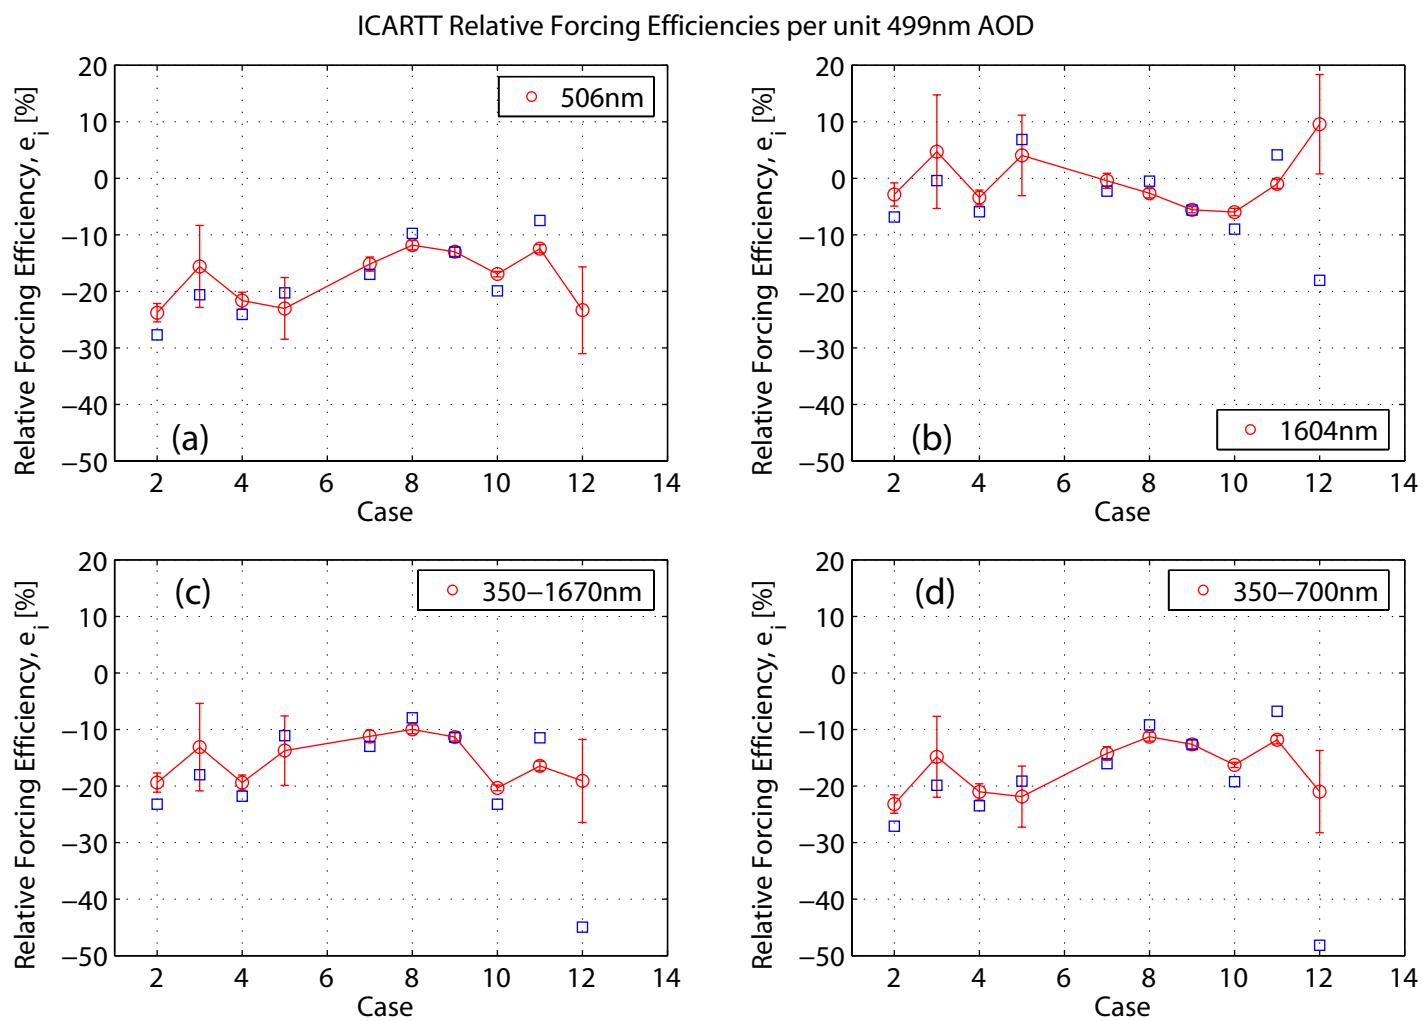 ICARTT Relative Forcing Efficiencies per unit 499nm AOD
Relative Forcing Efficiency, e_i [%]
20
10
0
−10
−20
−30
−40
−50
506nm
(a)
2 4 6 8 10 12 14
Case
Relative Forcing Efficiency, e_i [%]
20
10
0
−10
−20
−30
−40
−50
(b)
1604nm
2 4 6 8 10 12 14
Case
Relative Forcing Efficiency, e_i [%]
20
10
0
−10
−20
−30
−40
−50
(c)
350−1670nm
2 4 6 8 10 12 14
Case
Relative Forcing Efficiency, e_i [%]
20
10
0
−10
−20
−30
−40
−50
(d)
350−700nm
2 4 6 8 10 12 14
Case